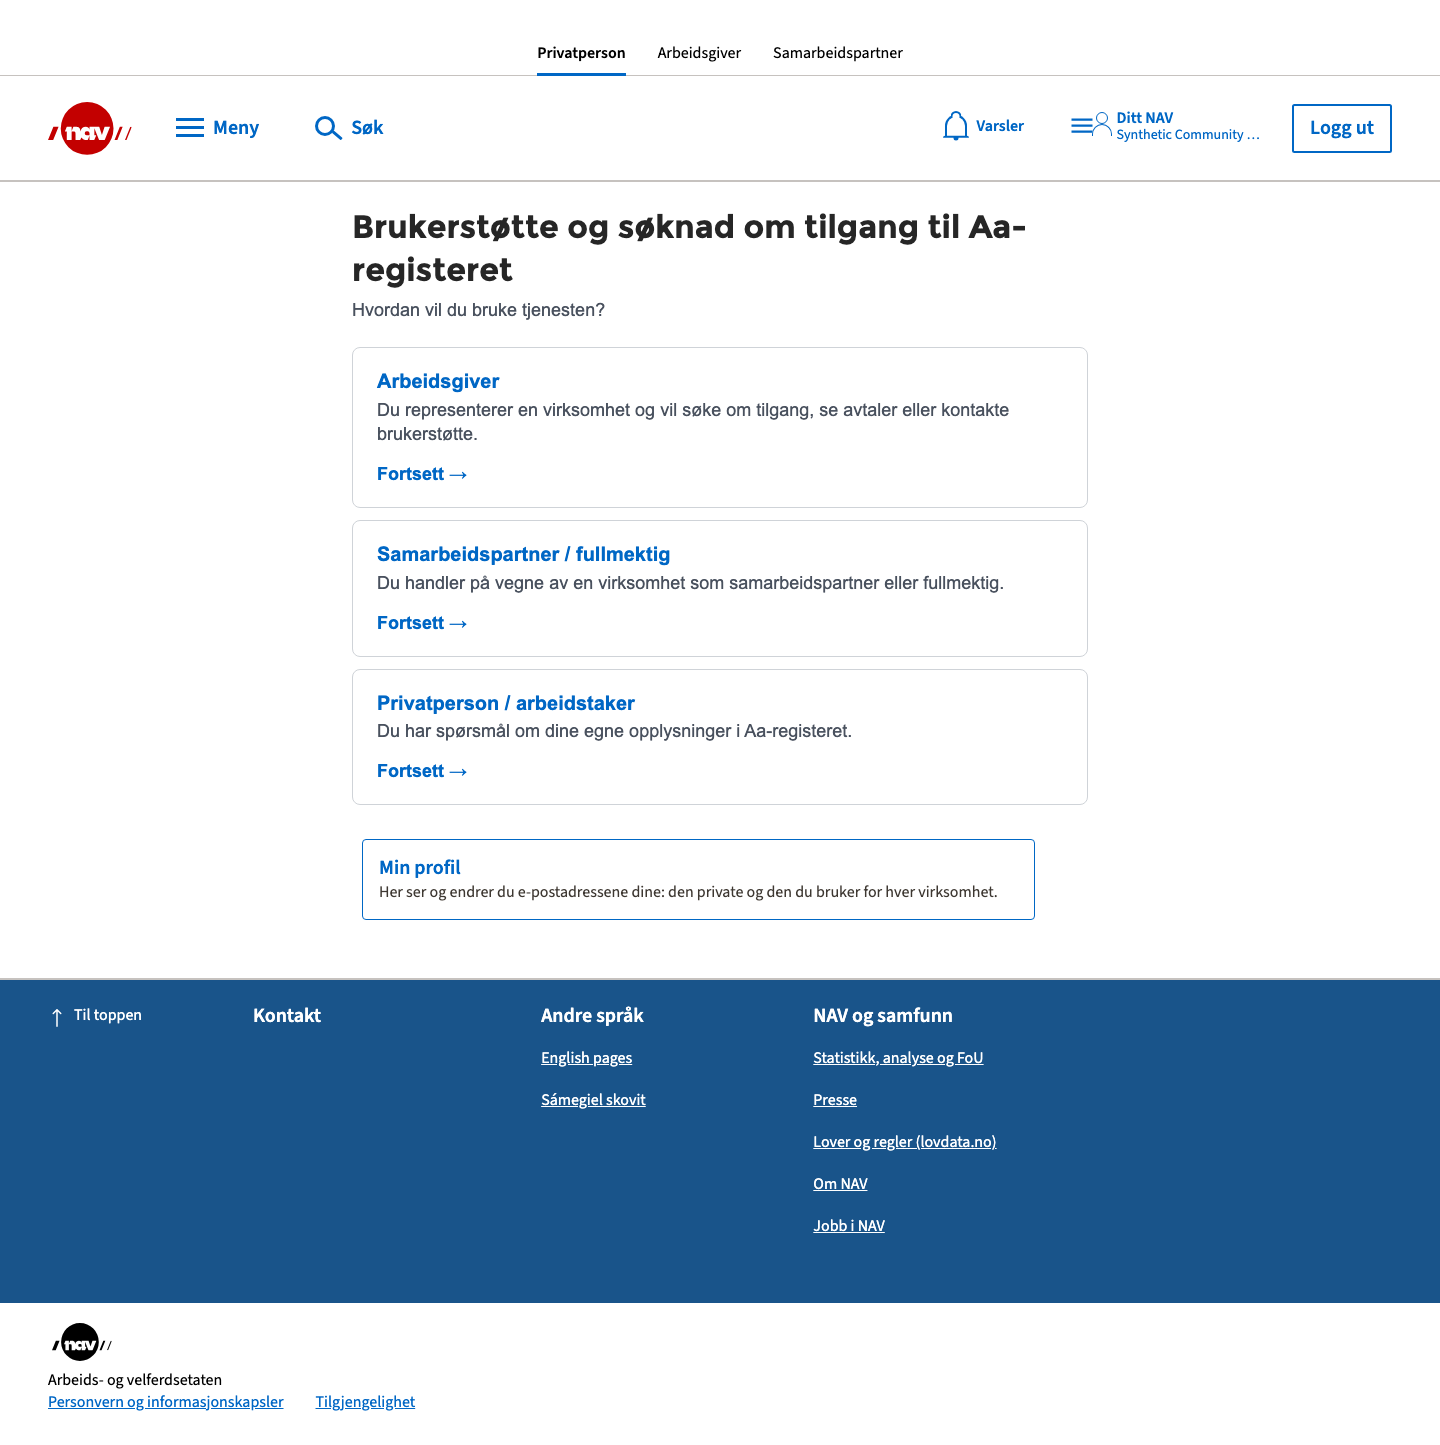 Privatperson
Arbeidsgiver
Samarbeidspartner
nav
Meny
Søk
Varsler
Ditt NAV
Synthetic Community …
Logg ut
Brukerstøtte og søknad om tilgang til Aa-
registeret
Hvordan vil du bruke tjenesten?
Arbeidsgiver
Du representerer en virksomhet og vil søke om tilgang, se avtaler eller kontakte
brukerstøtte.
Fortsett →
Samarbeidspartner / fullmektig
Du handler på vegne av en virksomhet som samarbeidspartner eller fullmektig.
Fortsett →
Privatperson / arbeidstaker
Du har spørsmål om dine egne opplysninger i Aa-registeret.
Fortsett →
Min profil
Her ser og endrer du e-postadressene dine: den private og den du bruker for hver virksomhet.
↑ Til toppen
Kontakt
Andre språk
English pages
Sámegiel skovit
NAV og samfunn
Statistikk, analyse og FoU
Presse
Lover og regler (lovdata.no)
Om NAV
Jobb i NAV
nav
Arbeids- og velferdsetaten
Personvern og informasjonskapsler
Tilgjengelighet